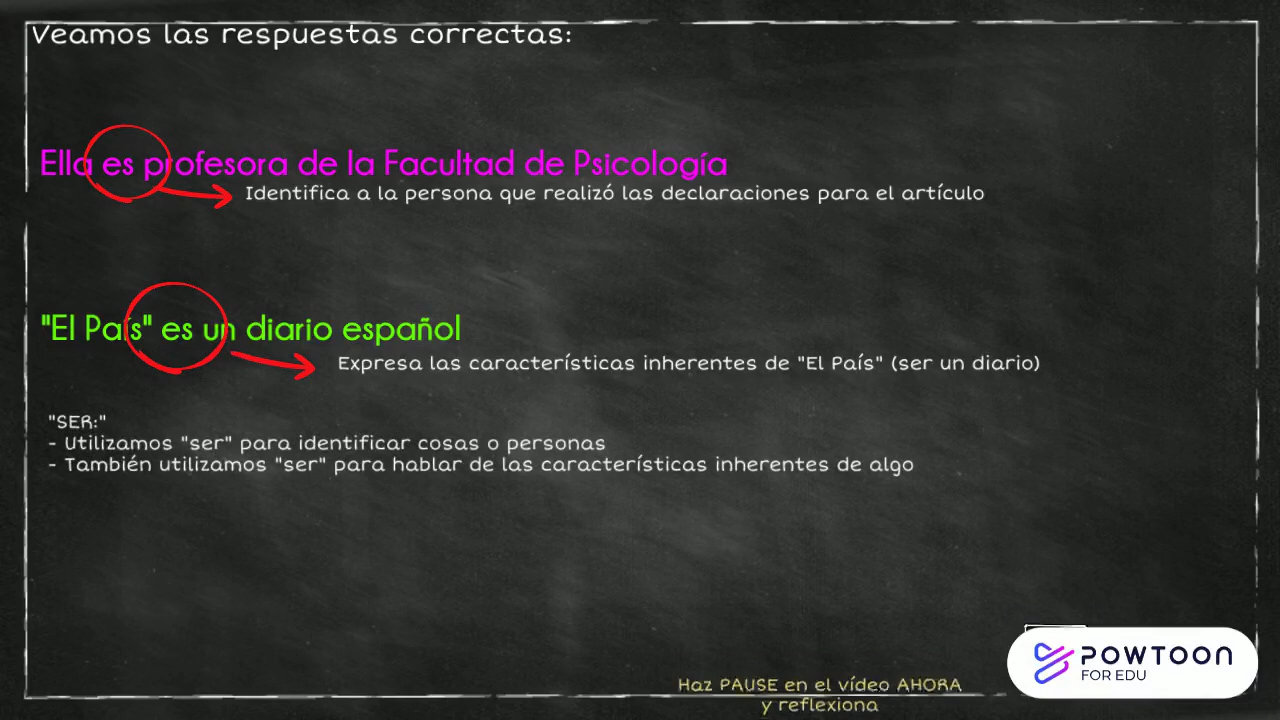 Veamos las respuestas correctas:
Ella es profesora de la Facultad de Psicología
Identifica a la persona que realizó las declaraciones para el artículo
"El País" es un diario español
Expresa las características inherentes de "El País" (ser un diario)
"SER:"
- Utilizamos "ser" para identificar cosas o personas
- También utilizamos "ser" para hablar de las características inherentes de algo
Haz PAUSE en el vídeo AHORA
y reflexiona
POWTOON
FOR EDU